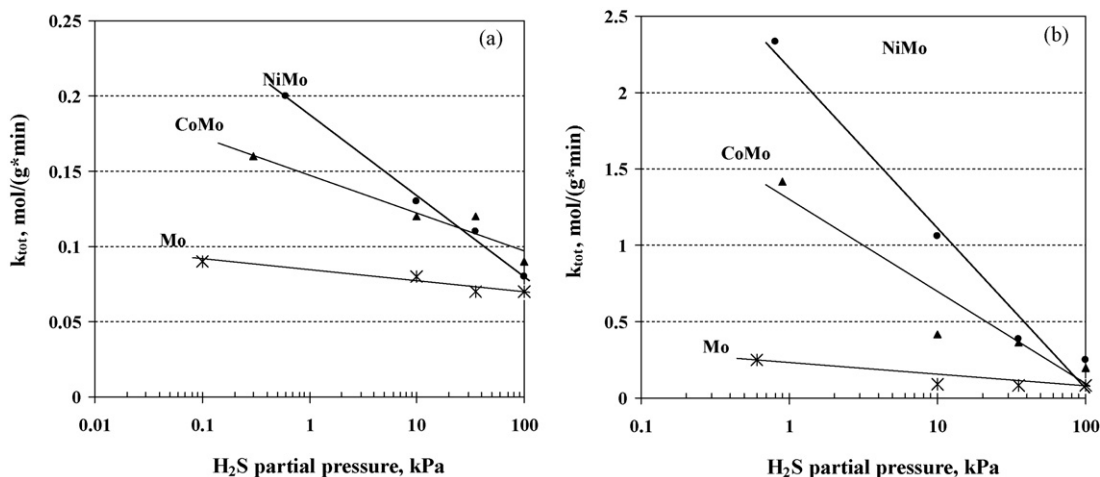 (a)
0.25
0.2
0.15
0.1
0.05
0
NiMo
CoMo
Mo
0.01
0.1
1
10
100
k_tot, mol/(g*min)
H₂S partial pressure, kPa
(b)
2.5
2
1.5
1
0.5
0
NiMo
CoMo
Mo
0.1
1
10
100
k_tot, mol/(g*min)
H₂S partial pressure, kPa